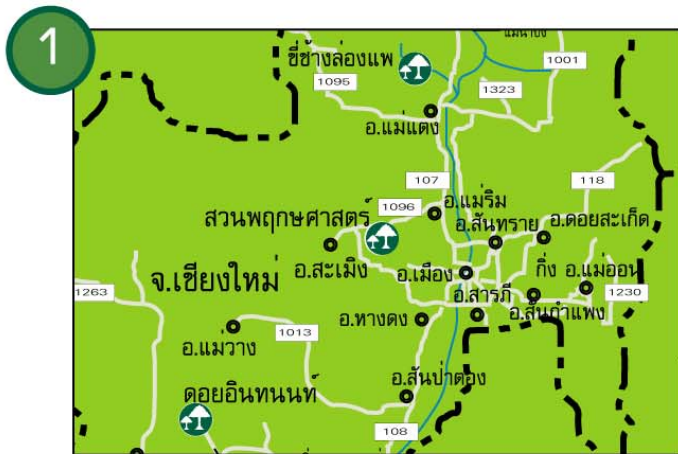 1
ขี่ช้างล่องแพ
1001
1095
1323
อ.แม่แตง
107
118
1096
อ.แม่ริม
สวนพฤกษศาสตร์
อ.สันทราย
อ.ดอยสะเก็ด
อ.สะเมิง
อ.เมือง
กิ่ง อ.แม่ออน
จ.เชียงใหม่
1263
1230
อ.สารภี
อ.สันกำแพง
อ.หางดง
1013
อ.แม่วาง
อ.สันป่าตอง
ดอยอินทนนท์
108